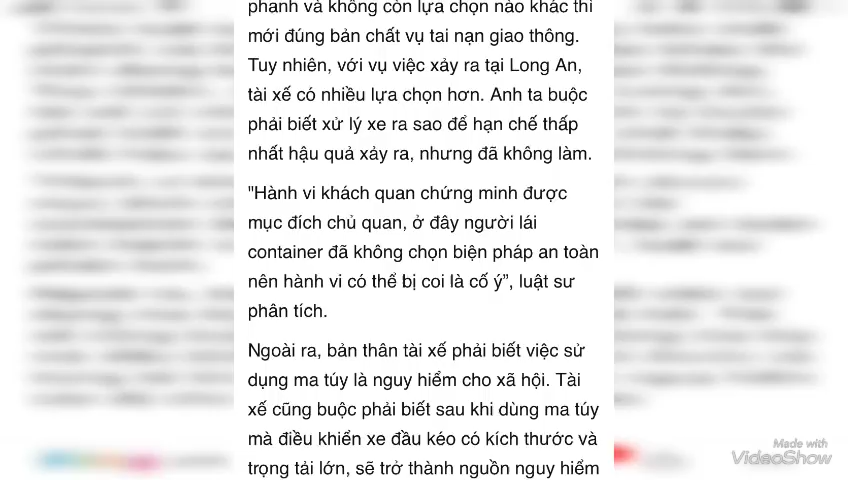 phanh và không còn lựa chọn nào khác thì
mới đúng bản chất vụ tai nạn giao thông.
Tuy nhiên, với vụ việc xảy ra tại Long An,
tài xế có nhiều lựa chọn hơn. Anh ta buộc
phải biết xử lý xe ra sao để hạn chế thấp
nhất hậu quả xảy ra, nhưng đã không làm.
"Hành vi khách quan chứng minh được
mục đích chủ quan, ở đây người lái
container đã không chọn biện pháp an toàn
nên hành vi có thể bị coi là cố ý”, luật sư
phân tích.
Ngoài ra, bản thân tài xế phải biết việc sử
dụng ma túy là nguy hiểm cho xã hội. Tài
xế cũng buộc phải biết sau khi dùng ma túy
mà điều khiển xe đầu kéo có kích thước và
trọng tải lớn, sẽ trở thành nguồn nguy hiểm
Made with
VideoShow